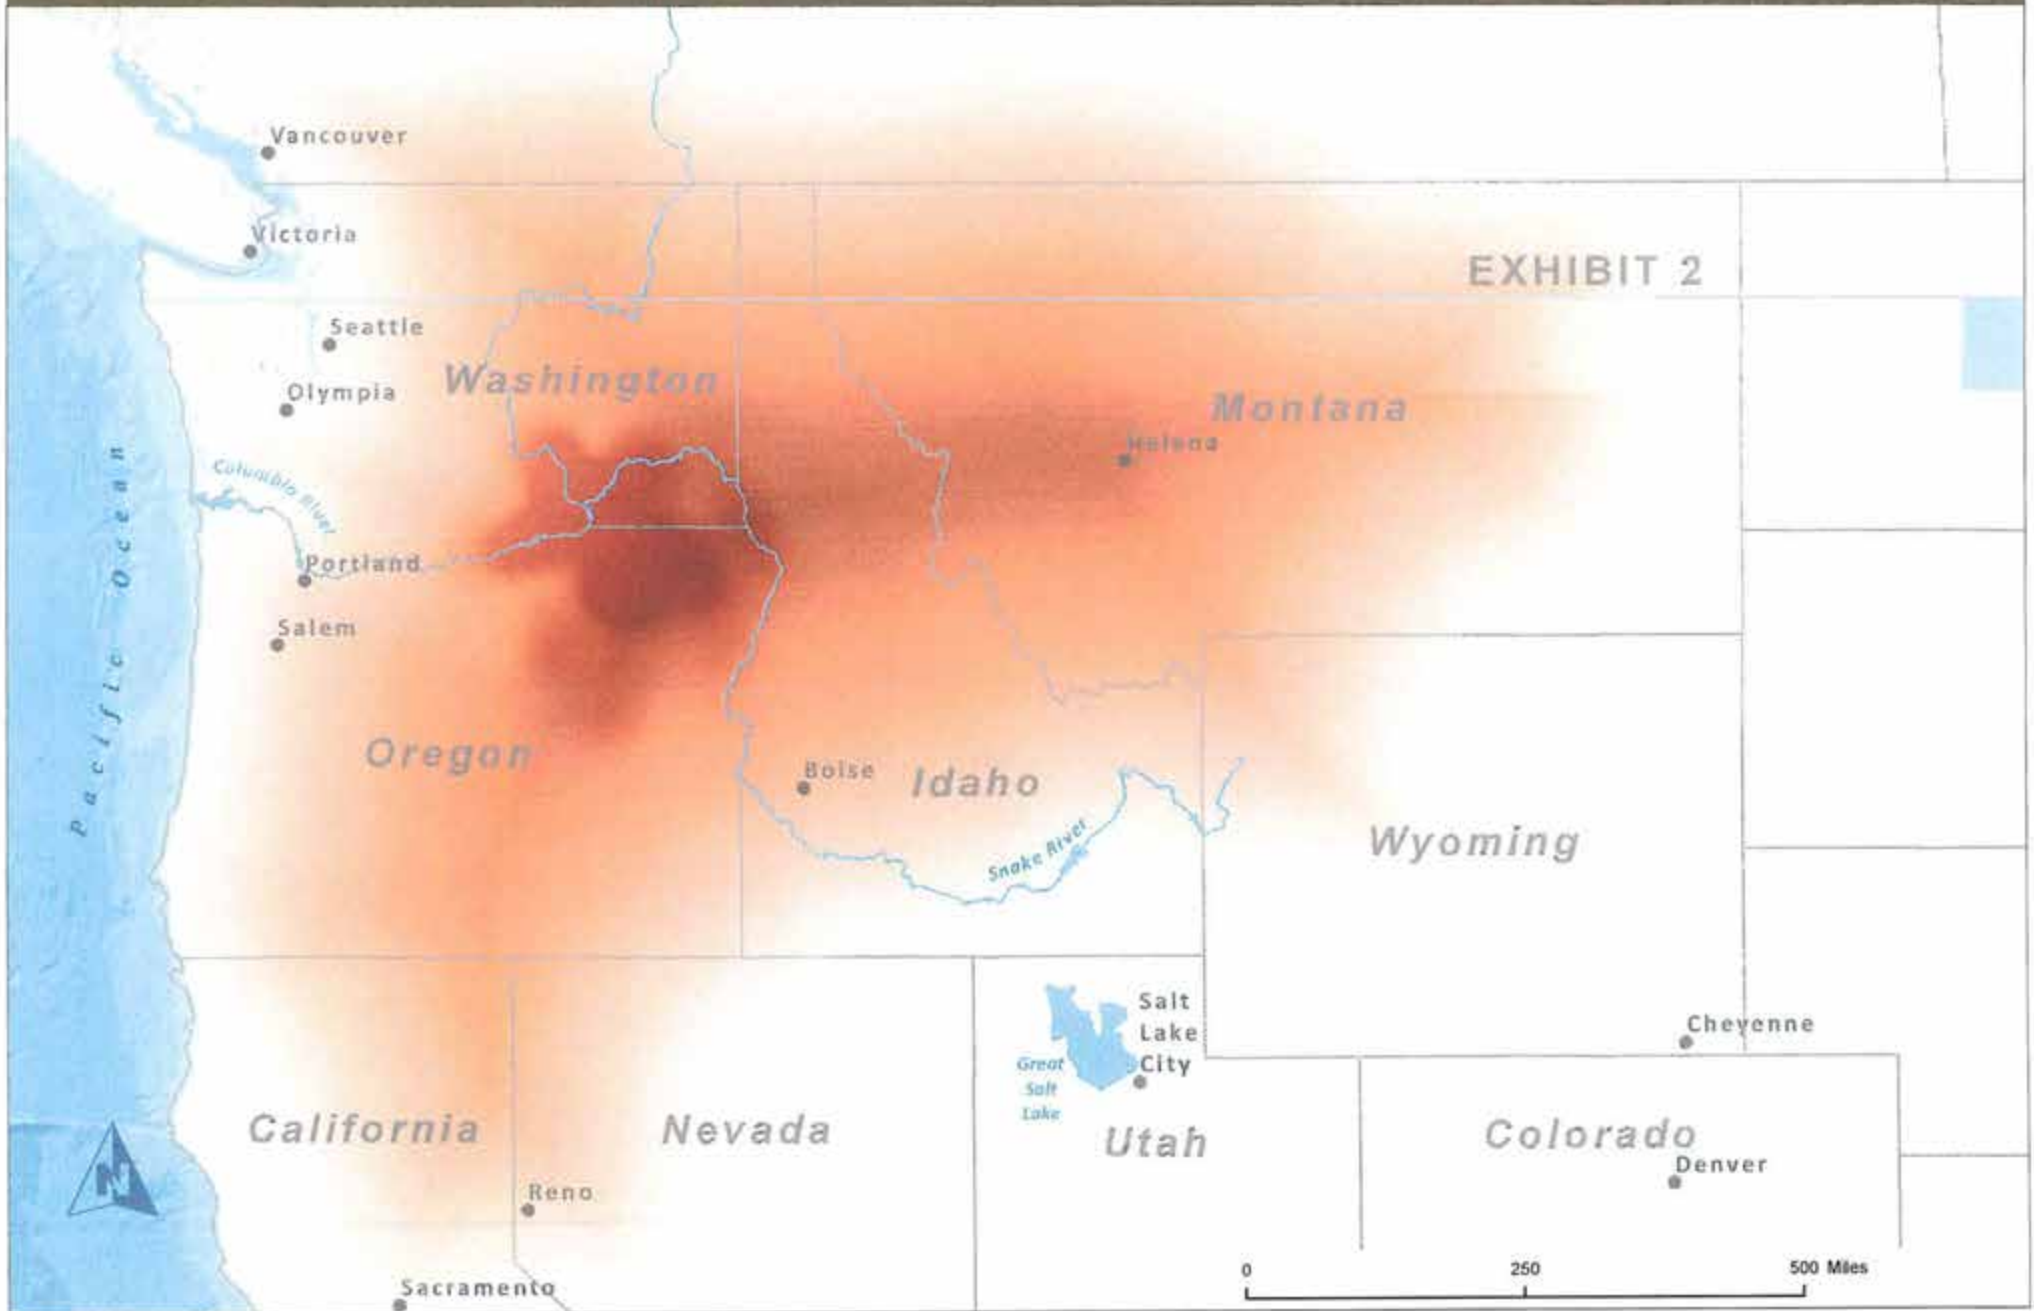 Vancouver
Victoria
EXHIBIT 2
Seattle
Washington
Olympia
Montana
Helena
Columbia River
Pacific Ocean
Portland
Salem
Oregon
Boise
Idaho
Snake River
Wyoming
Salt
Lake
City
Great
Salt
Lake
Cheyenne
California
Nevada
Utah
Colorado
Denver
N
Reno
0 250 500 Miles
Sacramento